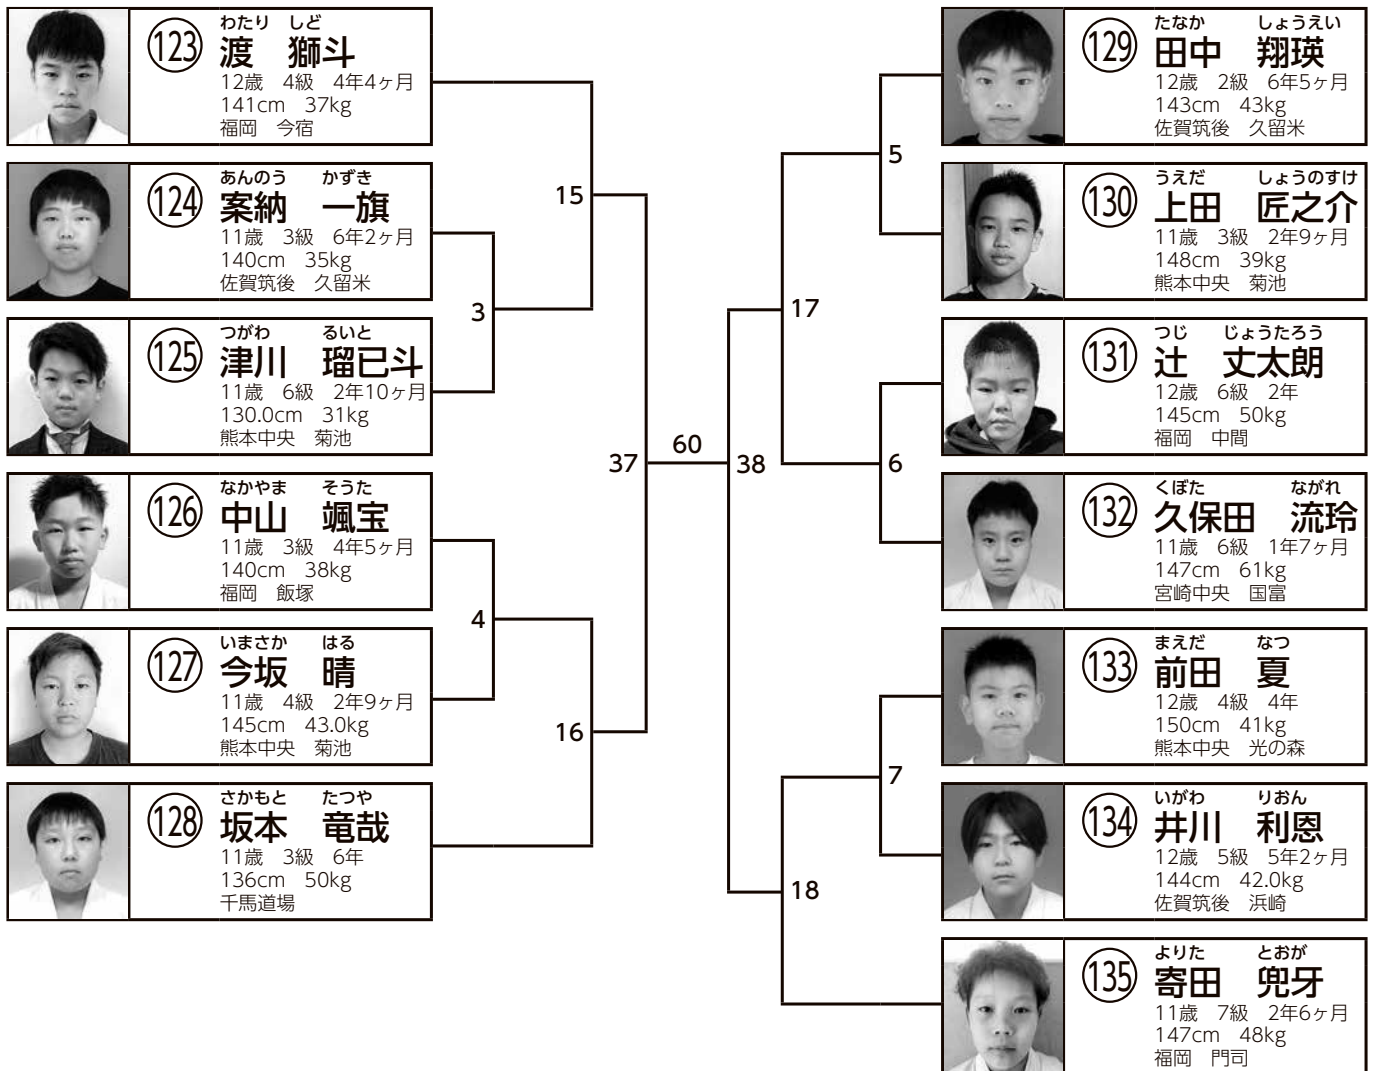 123
わたり　しど
渡　獅斗
12歳　4級　4年4ヶ月
141cm　37kg
福岡　今宿
124
あんのう　かずき
案納　一旗
11歳　3級　6年2ヶ月
140cm　35kg
佐賀筑後　久留米
125
つがわ　るいと
津川　瑠已斗
11歳　6級　2年10ヶ月
130.0cm　31kg
熊本中央　菊池
126
なかやま　そうた
中山　颯宝
11歳　3級　4年5ヶ月
140cm　38kg
福岡　飯塚
127
いまさか　はる
今坂　晴
11歳　4級　2年9ヶ月
145cm　43.0kg
熊本中央　菊池
128
さかもと　たつや
坂本　竜哉
11歳　3級　6年
136cm　50kg
千馬道場
15
3
4
16
37
60
38
17
5
6
7
18
129
たなか　しょうえい
田中　翔瑛
12歳　2級　6年5ヶ月
143cm　43kg
佐賀筑後　久留米
130
うえだ　しょうのすけ
上田　匠之介
11歳　3級　2年9ヶ月
148cm　39kg
熊本中央　菊池
131
つじ　じょうたろう
辻　丈太朗
12歳　6級　2年
145cm　50kg
福岡　中間
132
くぼた　ながれ
久保田　流玲
11歳　6級　1年7ヶ月
147cm　61kg
宮崎中央　国富
133
まえだ　なつ
前田　夏
12歳　4級　4年
150cm　41kg
熊本中央　光の森
134
いがわ　りおん
井川　利恩
12歳　5級　5年2ヶ月
144cm　42.0kg
佐賀筑後　浜崎
135
よりた　とおが
寄田　兜牙
11歳　7級　2年6ヶ月
147cm　48kg
福岡　門司